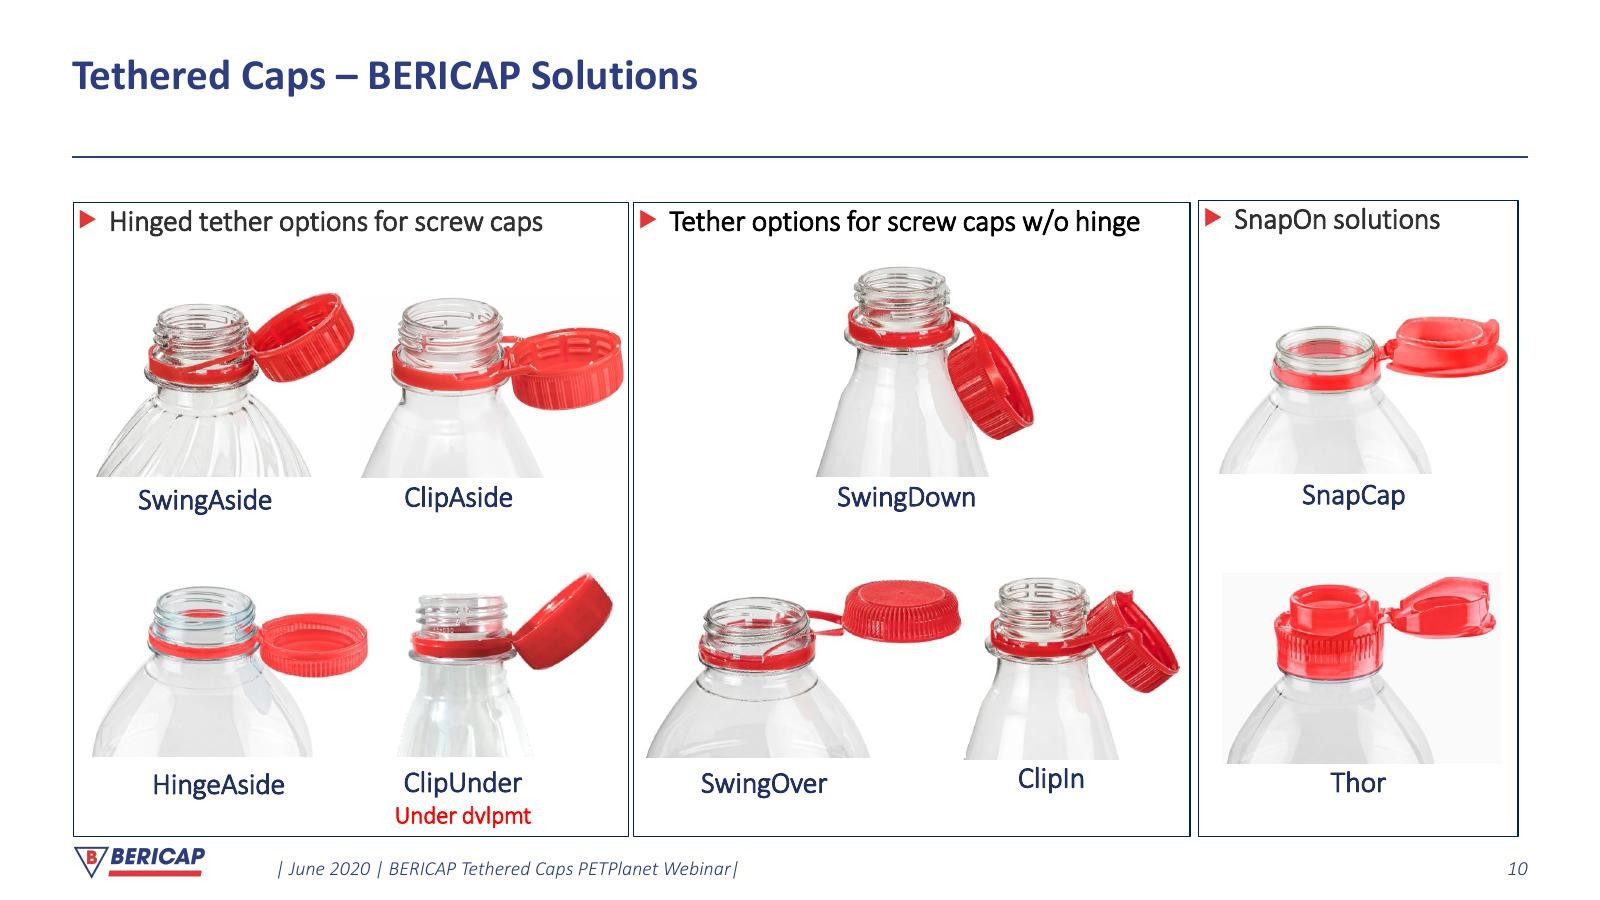 Tethered Caps – BERICAP Solutions
Hinged tether options for screw caps
SwingAside
ClipAside
HingeAside
ClipUnder
Under dvlpmt
Tether options for screw caps w/o hinge
SwingDown
SwingOver
ClipIn
SnapOn solutions
SnapCap
Thor
B BERICAP
| June 2020 | BERICAP Tethered Caps PETPlanet Webinar|
10